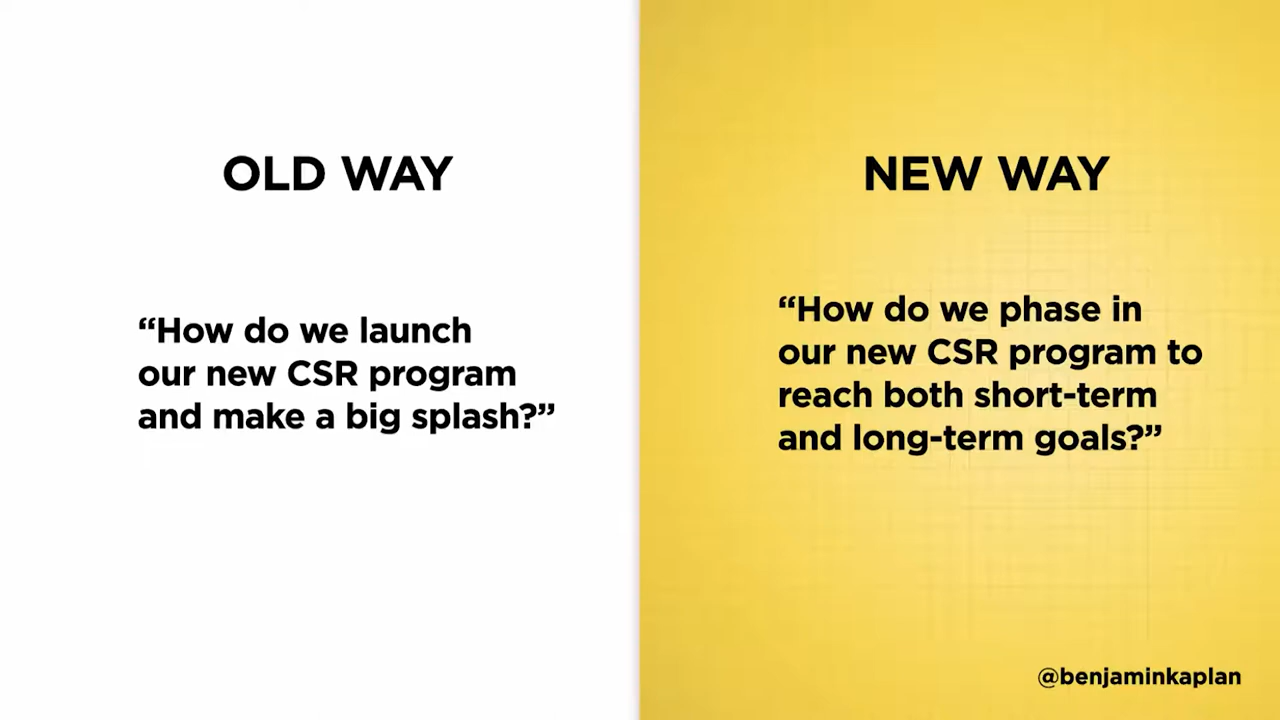 OLD WAY
“How do we launch
our new CSR program
and make a big splash?”
NEW WAY
“How do we phase in
our new CSR program to
reach both short-term
and long-term goals?”
@benjaminkaplan